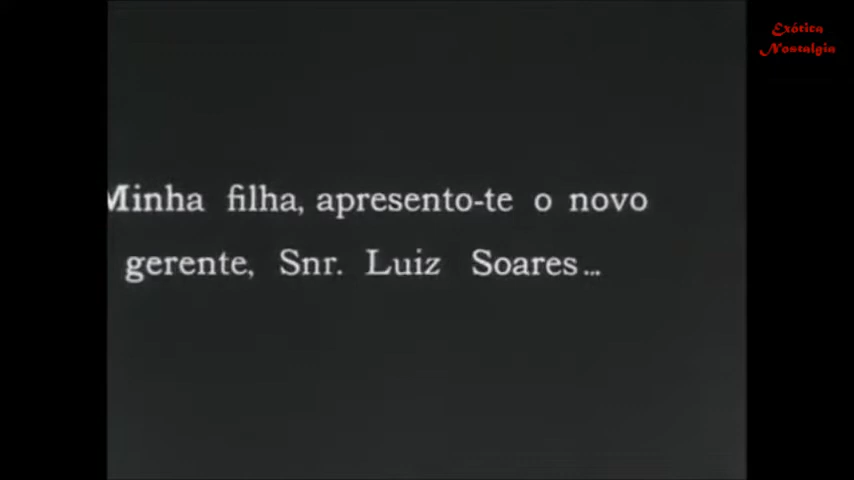 Exótica
Nostalgia
Minha filha, apresento-te o novo
gerente, Snr. Luiz Soares...